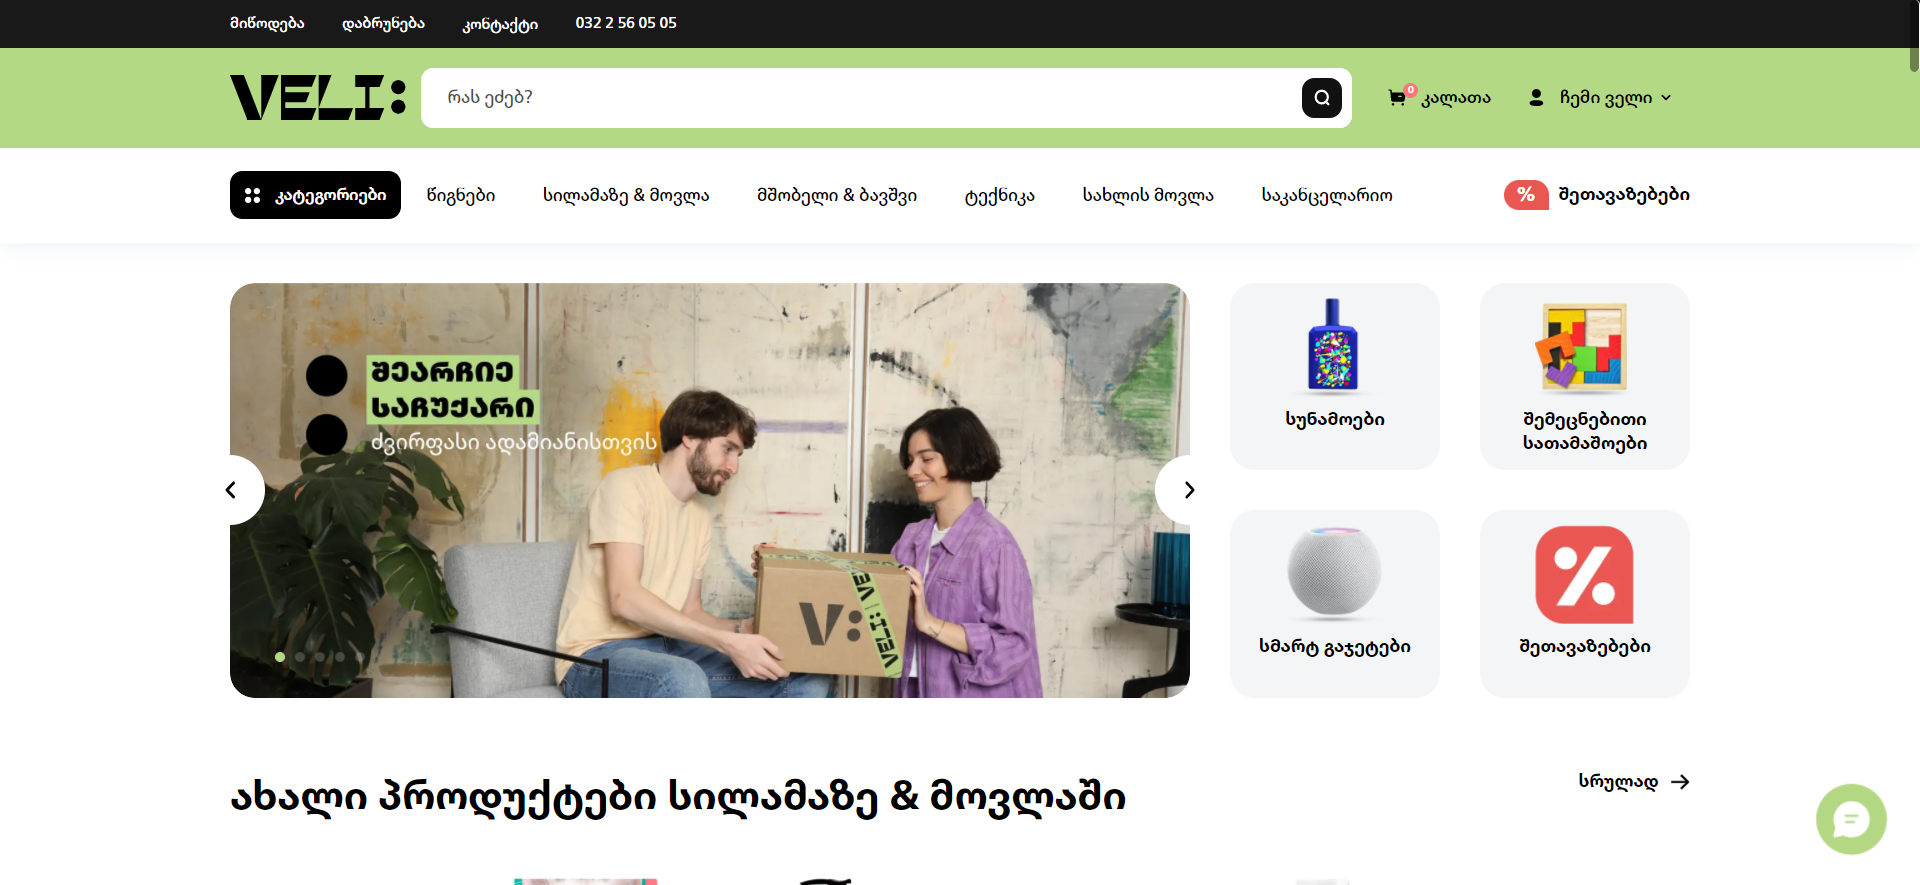 მიწოდება
დაბრუნება
კონტაქტი
032 2 56 05 05
VELI:
რას ეძებ?
0
კალათა
ჩემი ველი
კატეგორიები
წიგნები
სილამაზე & მოვლა
მშობელი & ბავშვი
ტექნიკა
სახლის მოვლა
საკანცელარიო
%
შეთავაზებები
შეარჩიე
საჩუქარი
ძვირფასი ადამიანისთვის
V:
VELI:
სუნამოები
შემეცნებითი
სათამაშოები
სმარტ გაჯეტები
%
შეთავაზებები
ახალი პროდუქტები სილამაზე & მოვლაში
სრულად